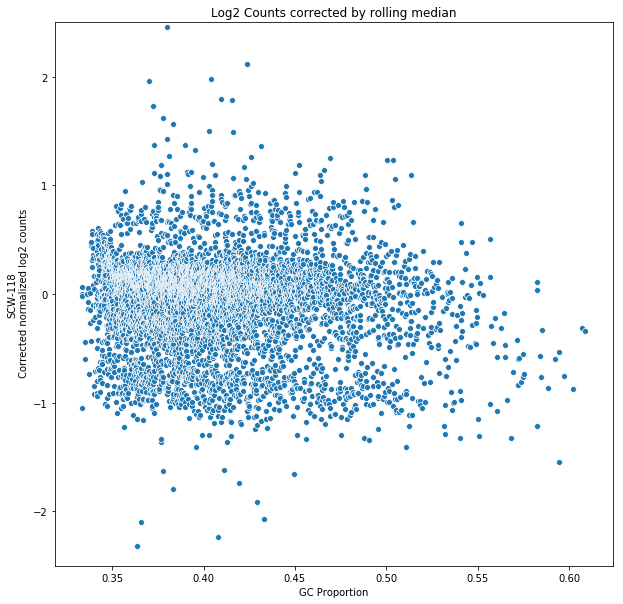 Log2 Counts corrected by rolling median
2
1
0
−1
−2
SCW-118
Corrected normalized log2 counts
0.35
0.40
0.45
0.50
0.55
0.60
GC Proportion